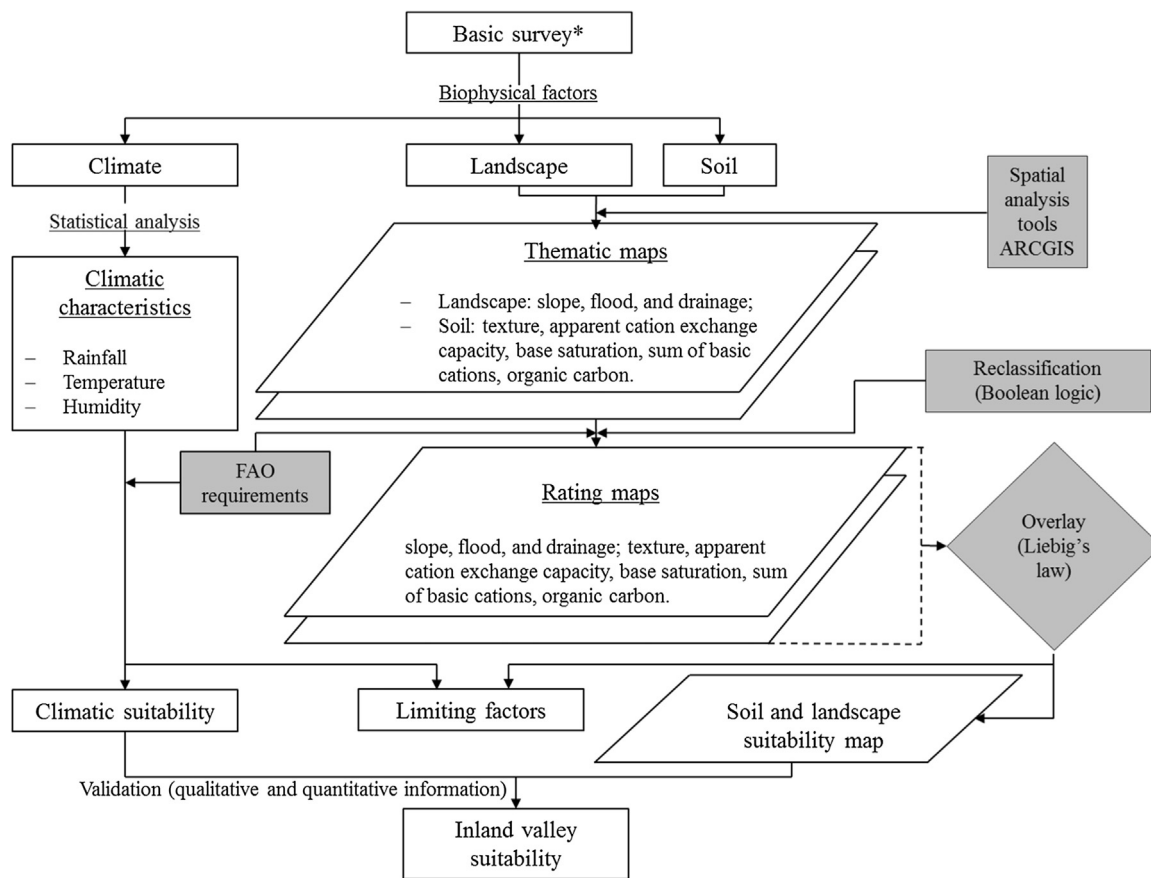 Basic survey*
Biophysical factors
Climate
Landscape
Soil
Spatial
analysis
tools
ARCGIS
Statistical analysis
Thematic maps
– Landscape: slope, flood, and drainage;
– Soil: texture, apparent cation exchange
capacity, base saturation, sum of basic
cations, organic carbon.
Climatic
characteristics
– Rainfall
– Temperature
– Humidity
Reclassification
(Boolean logic)
FAO
requirements
Rating maps
slope, flood, and drainage; texture, apparent
cation exchange capacity, base saturation, sum
of basic cations, organic carbon.
Overlay
(Liebig’s
law)
Climatic suitability
Limiting factors
Soil and landscape
suitability map
Validation (qualitative and quantitative information)
Inland valley
suitability